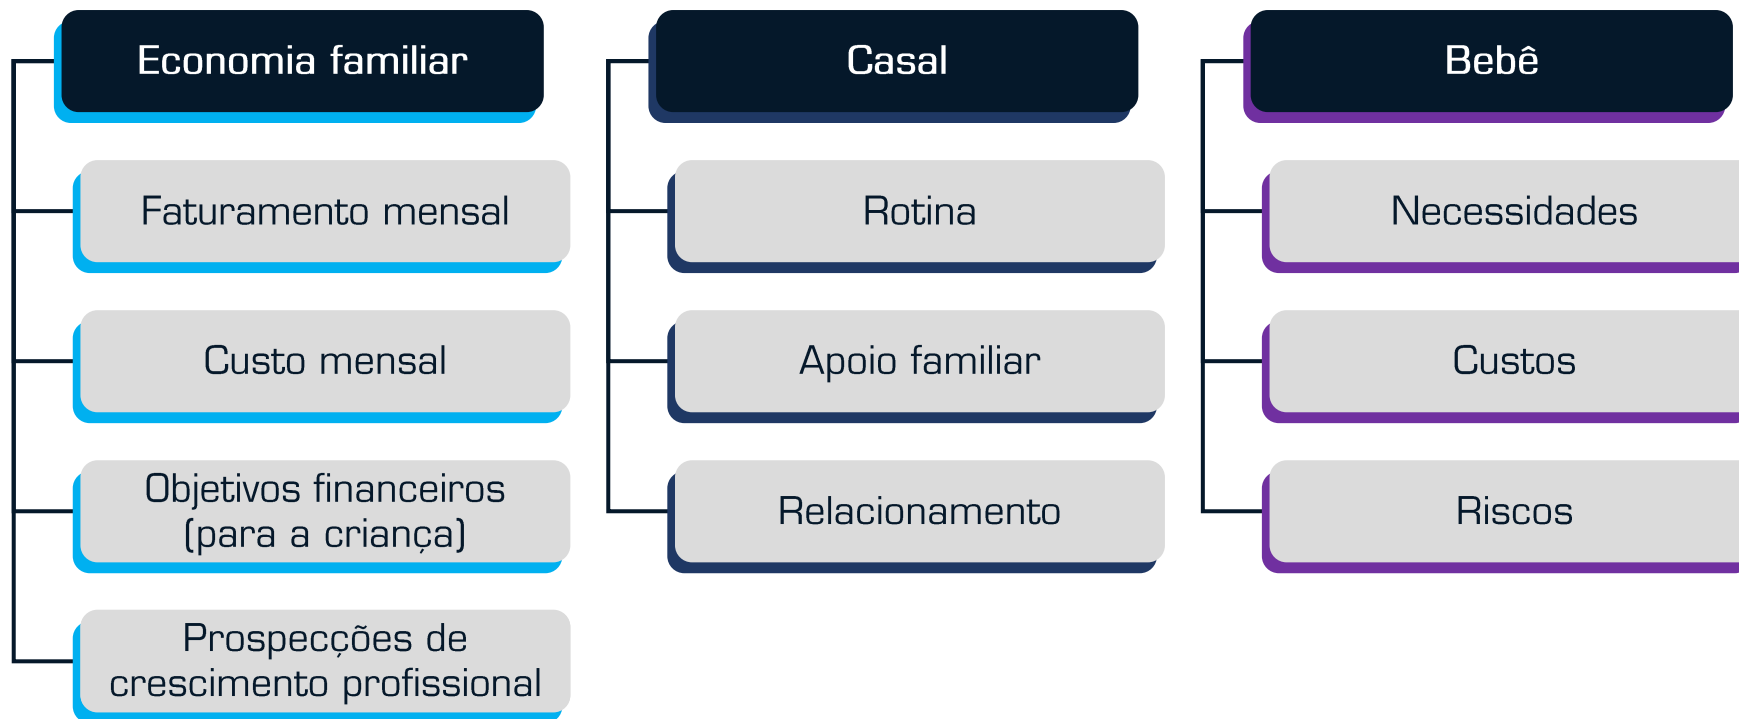 Economia familiar
Faturamento mensal
Custo mensal
Objetivos financeiros
(para a criança)
Prospecções de
crescimento profissional
Casal
Rotina
Apoio familiar
Relacionamento
Bebê
Necessidades
Custos
Riscos